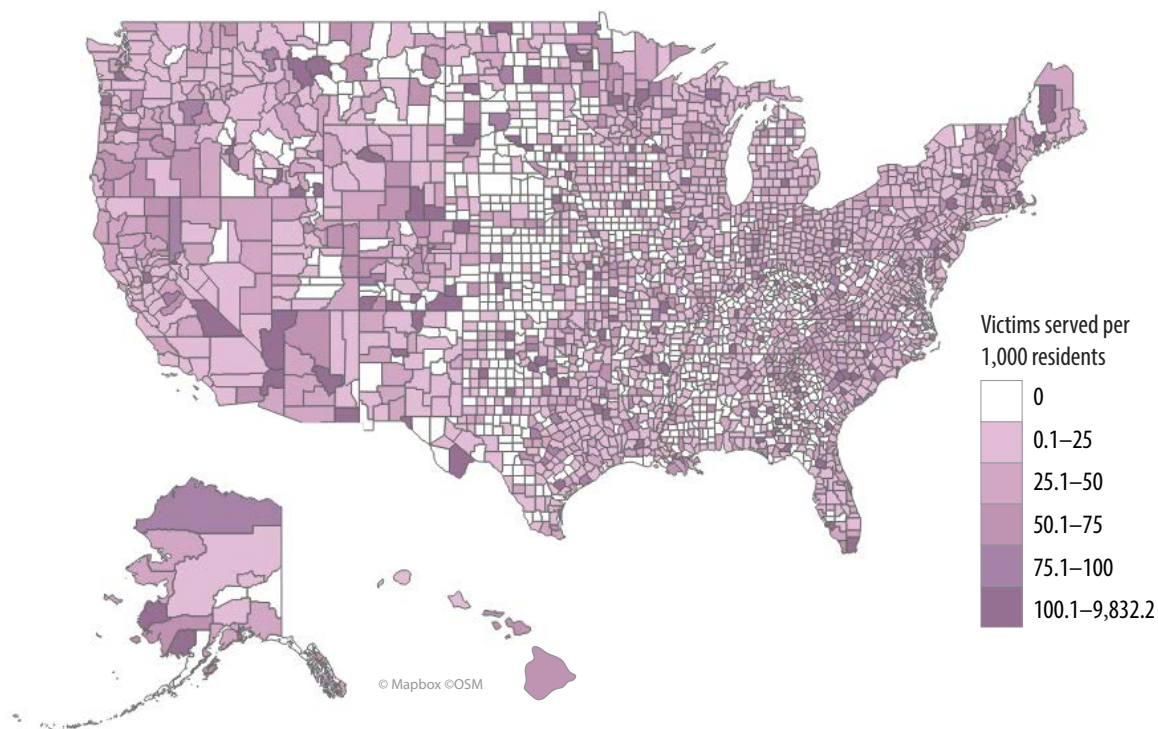 Victims served per
1,000 residents
0
0.1–25
25.1–50
50.1–75
75.1–100
100.1–9,832.2
© Mapbox ©OSM